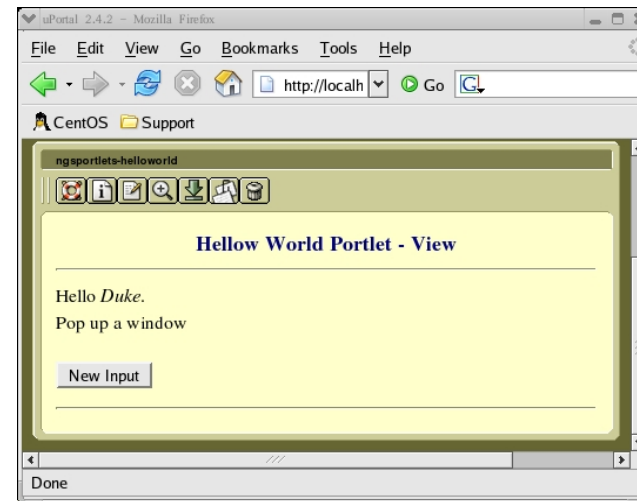 uPortal 2.4.2 - Mozilla Firefox
File Edit View Go Bookmarks Tools Help
http://localh Go G
CentOS Support
ngsportlets-helloworld
Hellow World Portlet - View
Hello Duke.
Pop up a window
New Input
Done